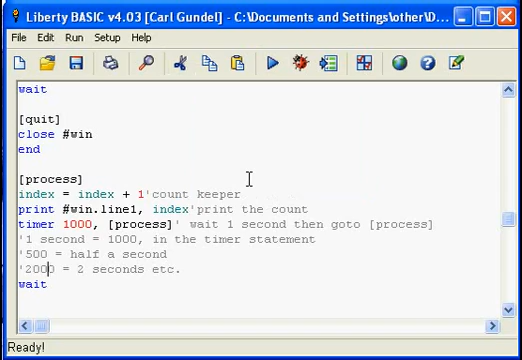 Liberty BASIC v4.03 [Carl Gundel] - C:\Documents and Settings\other\D...
File Edit Run Setup Help
wait
[quit]
close #win
end
[process]
index = index + 1'count keeper
print #win.line1, index'print the count
timer 1000, [process]' wait 1 second then goto [process]
'1 second = 1000, in the timer statement
'500 = half a second
'2000 = 2 seconds etc.
wait
Ready!